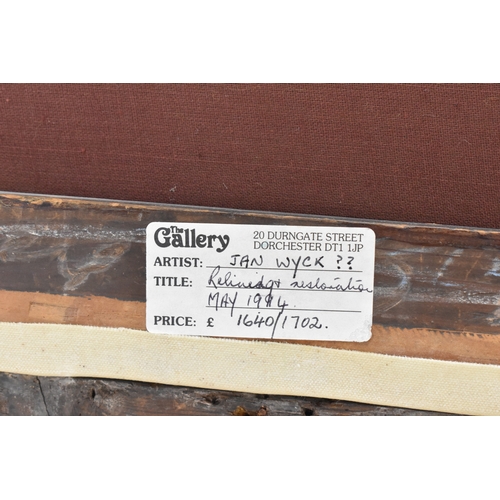 The Gallery
20 DURNGATE STREET
DORCHESTER DT1 1JP
ARTIST: JAN WYCK ??
TITLE: Relining & restoration
MAY 1994.
PRICE: £ 1640/1702.